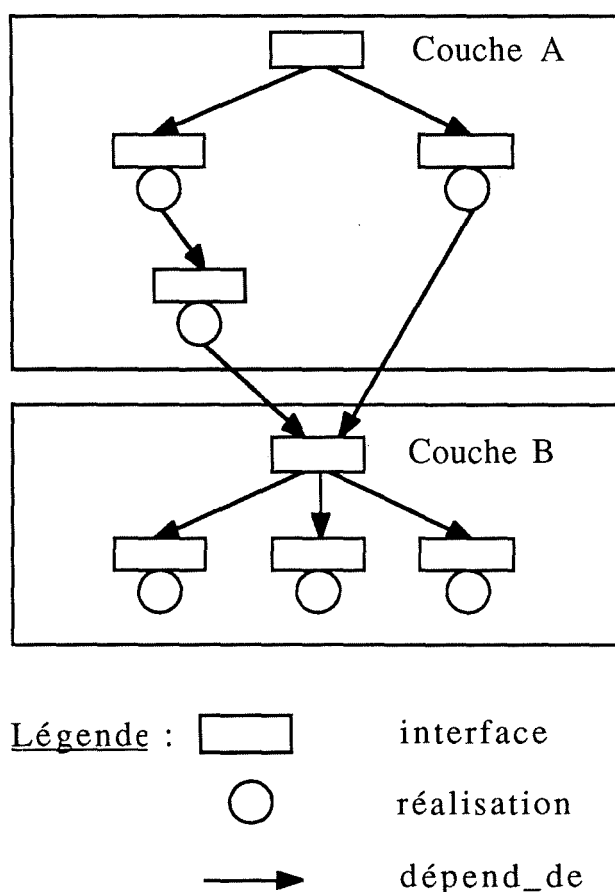 Couche A
Couche B
Légende : interface
réalisation
dépend_de